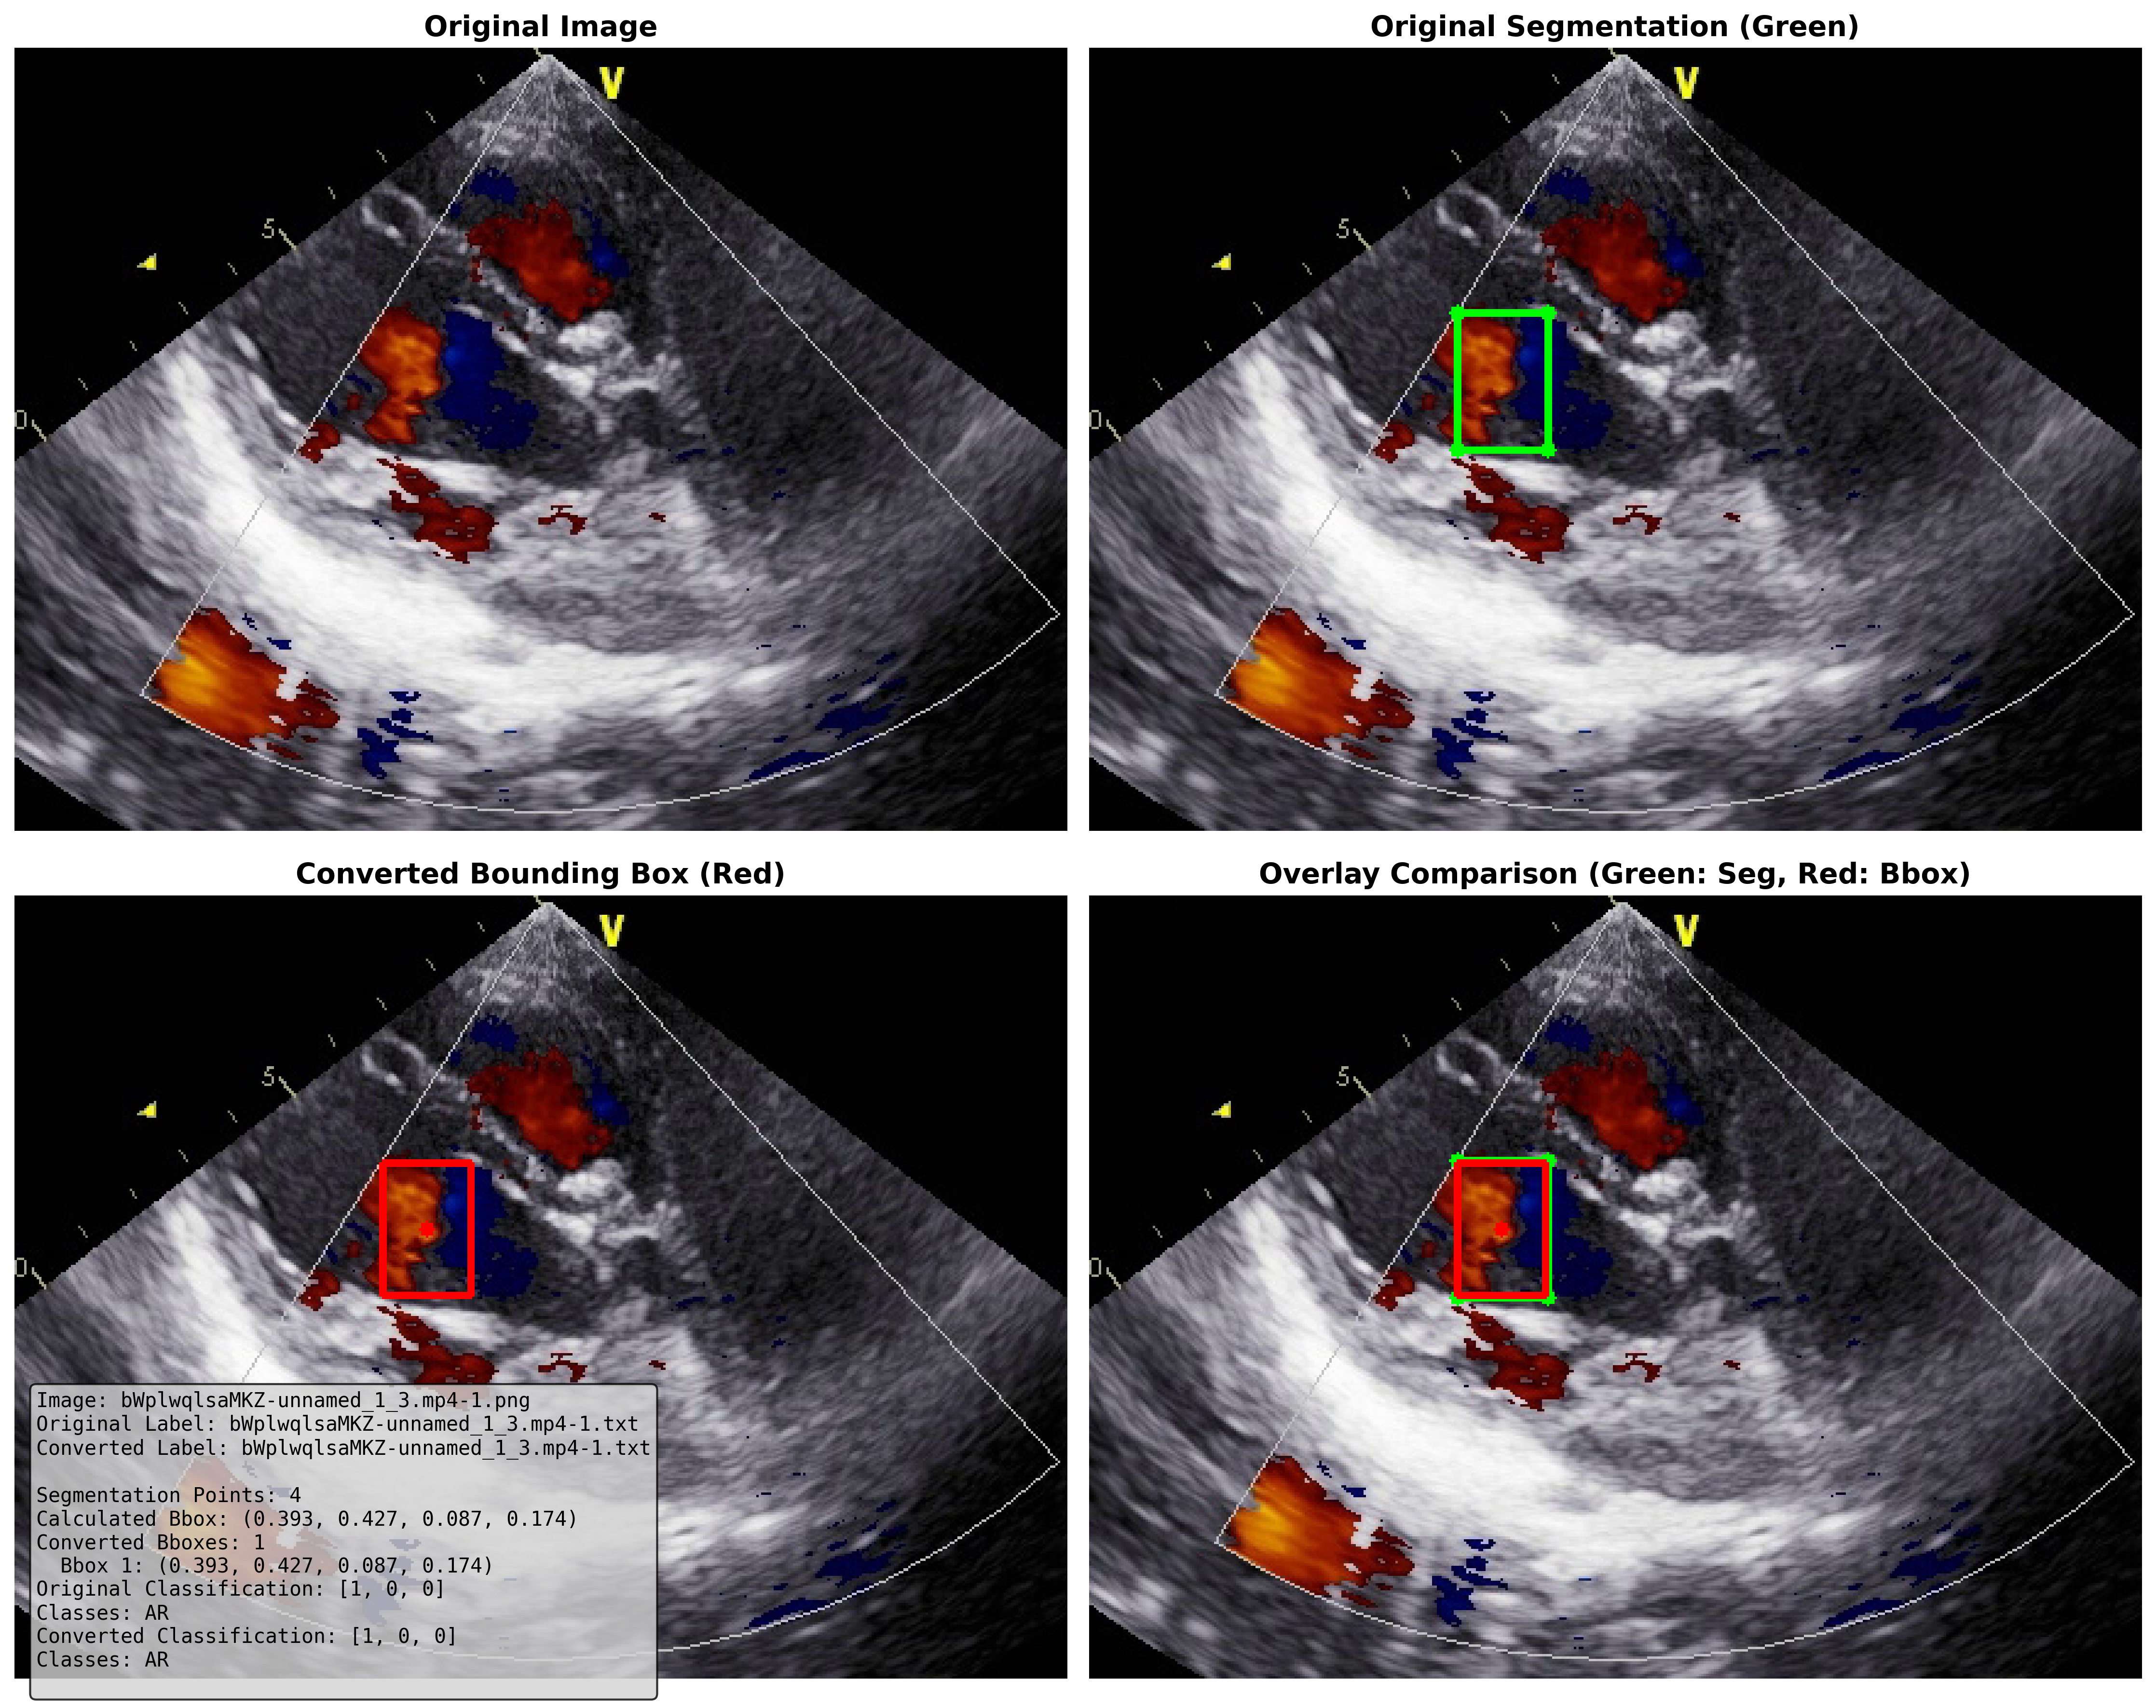 Original Image
Original Segmentation (Green)
V
5
0
V
5
0
Converted Bounding Box (Red)
Overlay Comparison (Green: Seg, Red: Bbox)
V
5
0
V
5
0
Image: bWplwqlsaMKZ-unnamed_1_3.mp4-1.png
Original Label: bWplwqlsaMKZ-unnamed_1_3.mp4-1.txt
Converted Label: bWplwqlsaMKZ-unnamed_1_3.mp4-1.txt
Segmentation Points: 4
Calculated Bbox: (0.393, 0.427, 0.087, 0.174)
Converted Bboxes: 1
Bbox 1: (0.393, 0.427, 0.087, 0.174)
Original Classification: [1, 0, 0]
Classes: AR
Converted Classification: [1, 0, 0]
Classes: AR